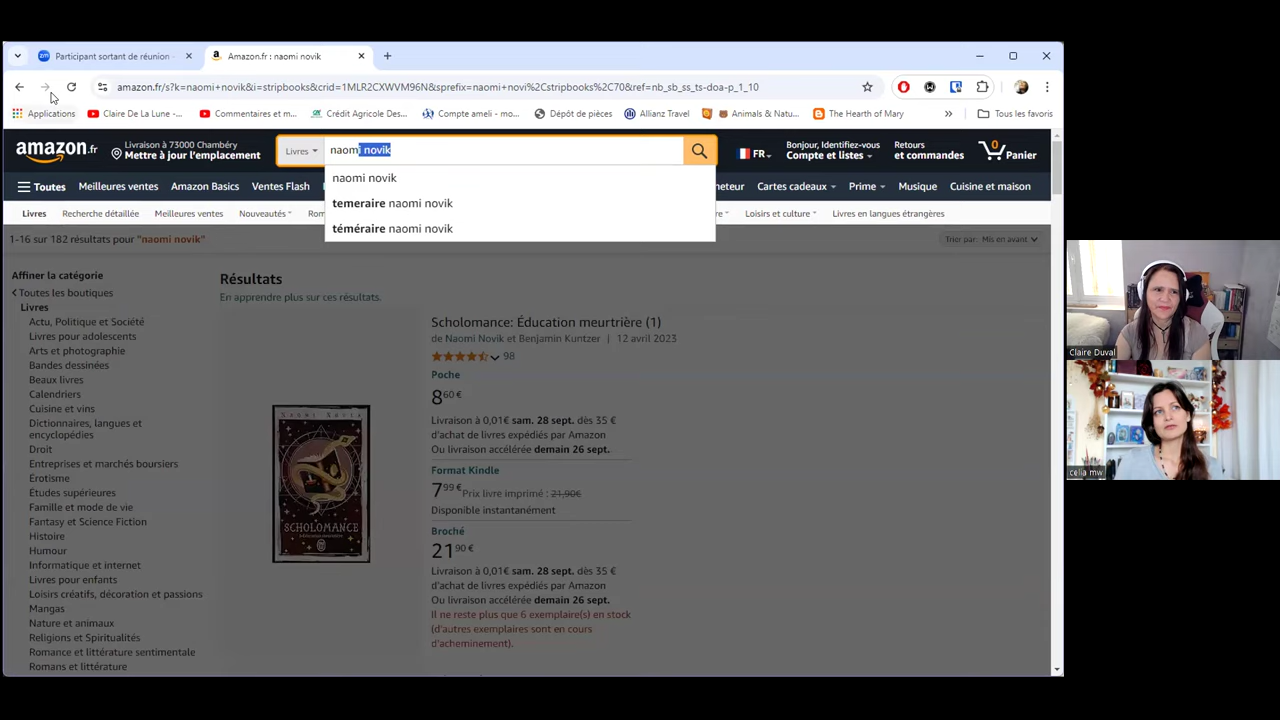 Participant sortant de réunion -
Amazon.fr : naomi novik
amazon.fr/s?k=naomi+novik&i=stripbooks&crid=1MLR2CXWVM96N&sprefix=naomi+novi%2Cstripbooks%2C70&ref=nb_sb_ss_ts-doa-p_1_10
Applications
Livres De La Lune -...
Commentaires et m...
Crédit Agricole Des...
Compte ameli - mo...
Dépôt de pièces
Allianz Travel
Animals & Natu...
The Hearth of Mary
Tous les favoris
amazon.fr
Livraison à 73000 Chambéry
Mettre à jour l'emplacement
Livres
naomi novik
FR
Bonjour, Identifiez-vous
Compte et listes
Retours
et commandes
0
Panier
naomi novik
temeraire naomi novik
téméraire naomi novik
Toutes
Meilleures ventes
Amazon Basics
Ventes Flash
Cartes cadeaux
Prime
Musique
Cuisine et maison
Livres
Recherche détaillée
Meilleures ventes
Nouveautés
Loisirs et culture
Livres en langues étrangères
1-16 sur 182 résultats pour "naomi novik"
Trier par: Mis en avant
Affiner la catégorie
Toutes les boutiques
Livres
Actu, Politique et Société
Livres pour adolescents
Arts et photographie
Bandes dessinées
Beaux livres
Calendriers
Cuisine et vins
Dictionnaires, langues et
encyclopédies
Droit
Entreprises et marchés boursiers
Erotisme
Études supérieures
Famille et mode de vie
Fantasy et Science Fiction
Histoire
Humour
Informatique et internet
Livres pour enfants
Loisirs créatifs, décoration et passions
Mangas
Nature et animaux
Religions et Spiritualités
Romance et littérature sentimentale
Romans et littérature
Résultats
En apprendre plus sur ces résultats.
Naomi Novik
SCHOLOMANCE
Scholomance: Éducation meurtrière (1)
de Naomi Novik et Benjamin Kuntzer | 12 avril 2023
98
Poche
8,60 €
Livraison à 0,01€ sam. 28 sept. dès 35 €
d'achat de livres expédiés par Amazon
Ou livraison accélérée demain 26 sept.
Format Kindle
7,99 € Prix livre imprimé : 21,90€
Disponible instantanément
Broché
21,90 €
Livraison à 0,01€ sam. 28 sept. dès 35 €
d'achat de livres expédiés par Amazon
Ou livraison accélérée demain 26 sept.
Il ne reste plus que 6 exemplaire(s) en stock
(d'autres exemplaires sont en cours
d'acheminement).
Claire Duval
celia mw